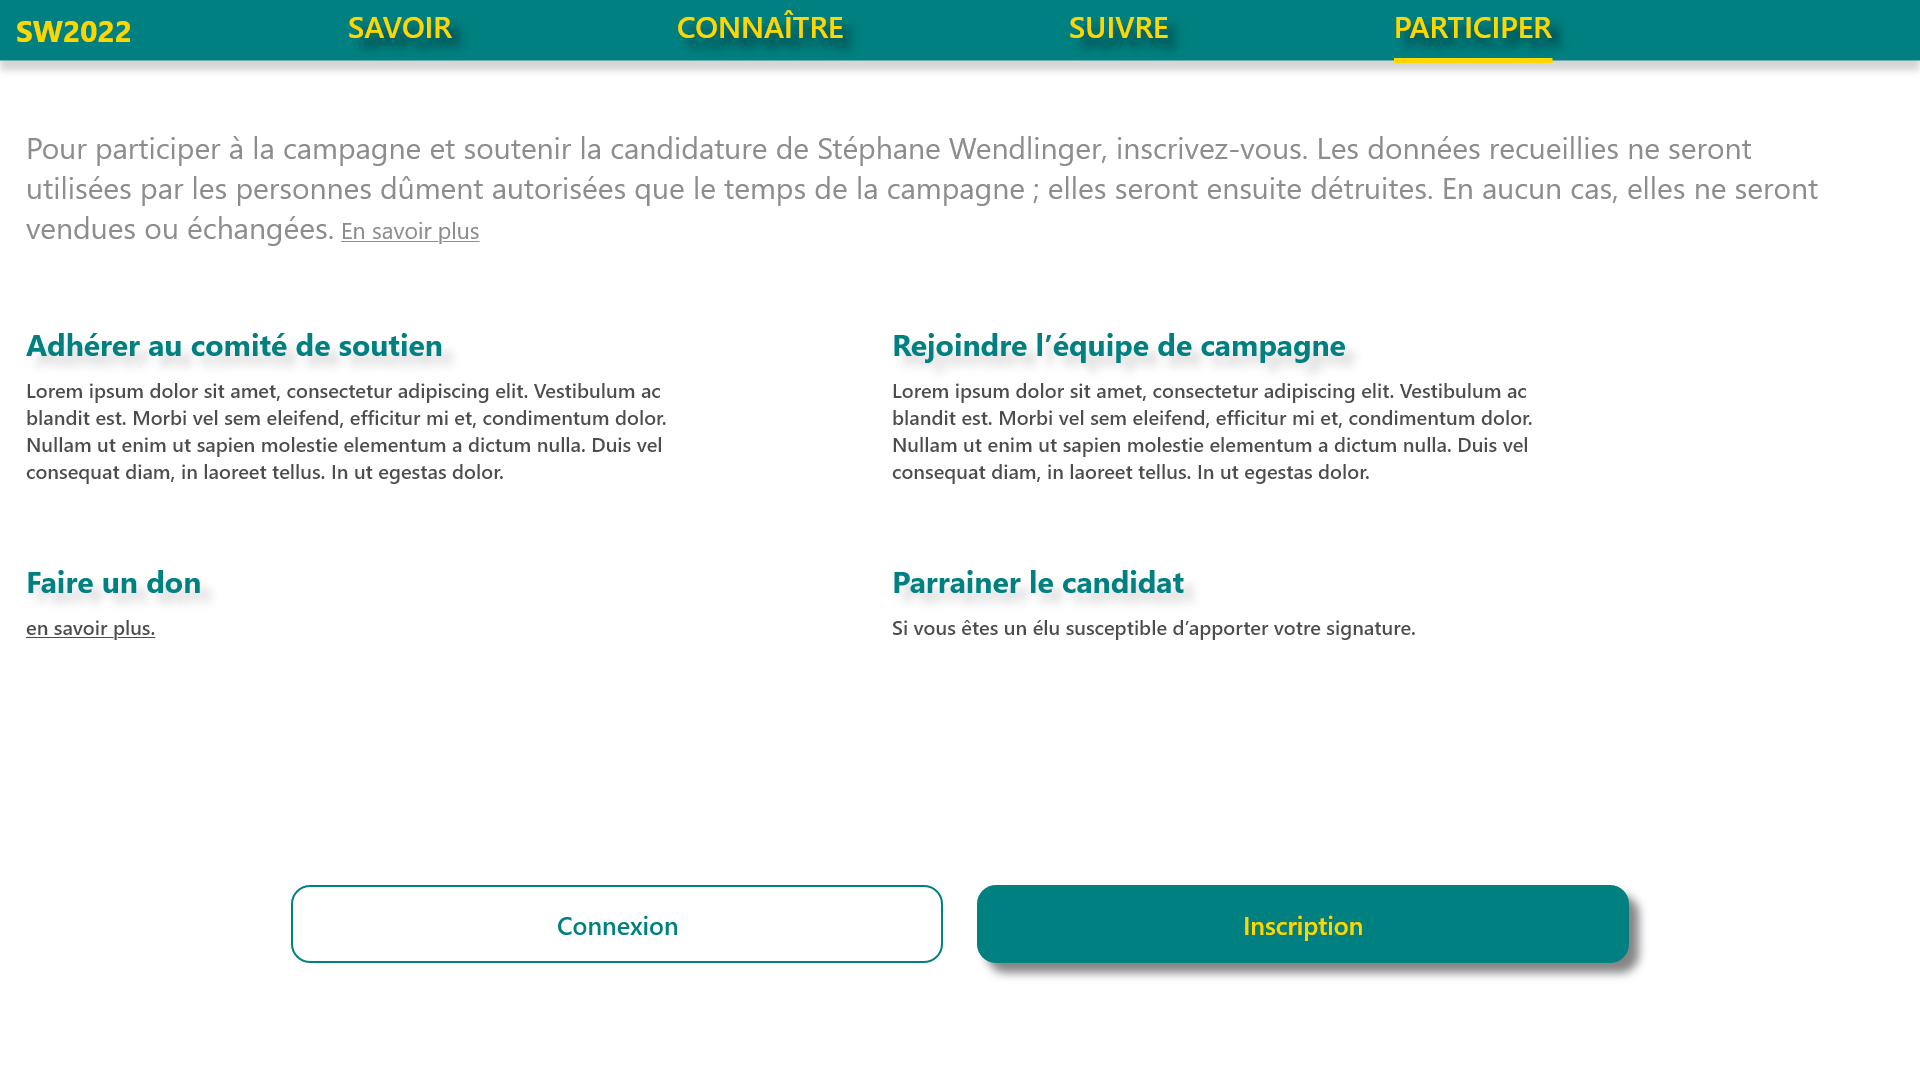 SW2022
SAVOIR
CONNAÎTRE
SUIVRE
PARTICIPER
Pour participer à la campagne et soutenir la candidature de Stéphane Wendlinger, inscrivez-vous. Les données recueillies ne seront
utilisées par les personnes dûment autorisées que le temps de la campagne ; elles seront ensuite détruites. En aucun cas, elles ne seront
vendues ou échangées. En savoir plus
Adhérer au comité de soutien
Lorem ipsum dolor sit amet, consectetur adipiscing elit. Vestibulum ac
blandit est. Morbi vel sem eleifend, efficitur mi et, condimentum dolor.
Nullam ut enim ut sapien molestie elementum a dictum nulla. Duis vel
consequat diam, in laoreet tellus. In ut egestas dolor.
Rejoindre l’équipe de campagne
Lorem ipsum dolor sit amet, consectetur adipiscing elit. Vestibulum ac
blandit est. Morbi vel sem eleifend, efficitur mi et, condimentum dolor.
Nullam ut enim ut sapien molestie elementum a dictum nulla. Duis vel
consequat diam, in laoreet tellus. In ut egestas dolor.
Faire un don
en savoir plus.
Parrainer le candidat
Si vous êtes un élu susceptible d’apporter votre signature.
Connexion
Inscription